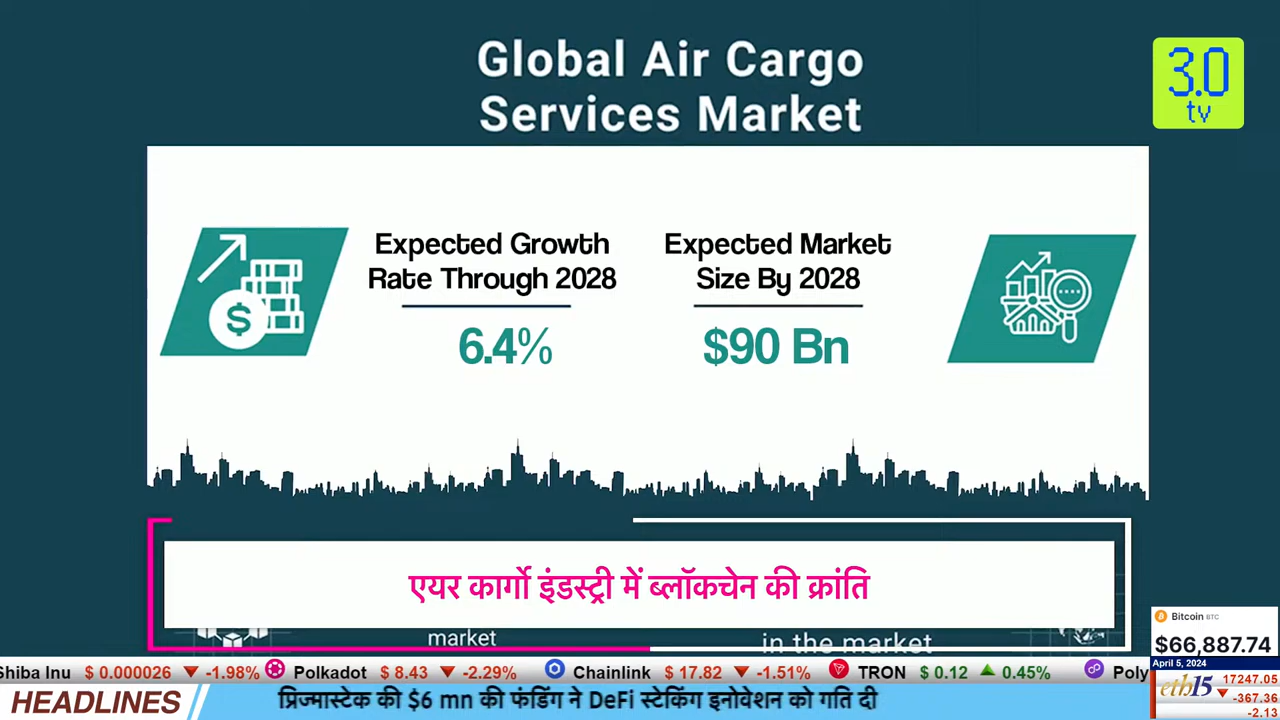 Global Air Cargo
Services Market
3.0
tv
Expected Growth
Rate Through 2028
6.4%
Expected Market
Size By 2028
$90 Bn
$
एयर कार्गो इंडस्ट्री में ब्लॉकचेन की क्रांति
market
in the market
Bitcoin BTC
$66,887.74
April 5, 2024
Shiba Inu $ 0.000026 ▼ -1.98% Polkadot $ 8.43 ▼ -2.29% Chainlink $ 17.82 ▼ -1.51% TRON $ 0.12 ▲ 0.45% Poly
eth15 17247.05
▼ -367.36
-2.13
HEADLINES
प्रिज्मास्टेक की $6 mn की फंडिंग ने DeFi स्टेकिंग इनोवेशन को गति दी